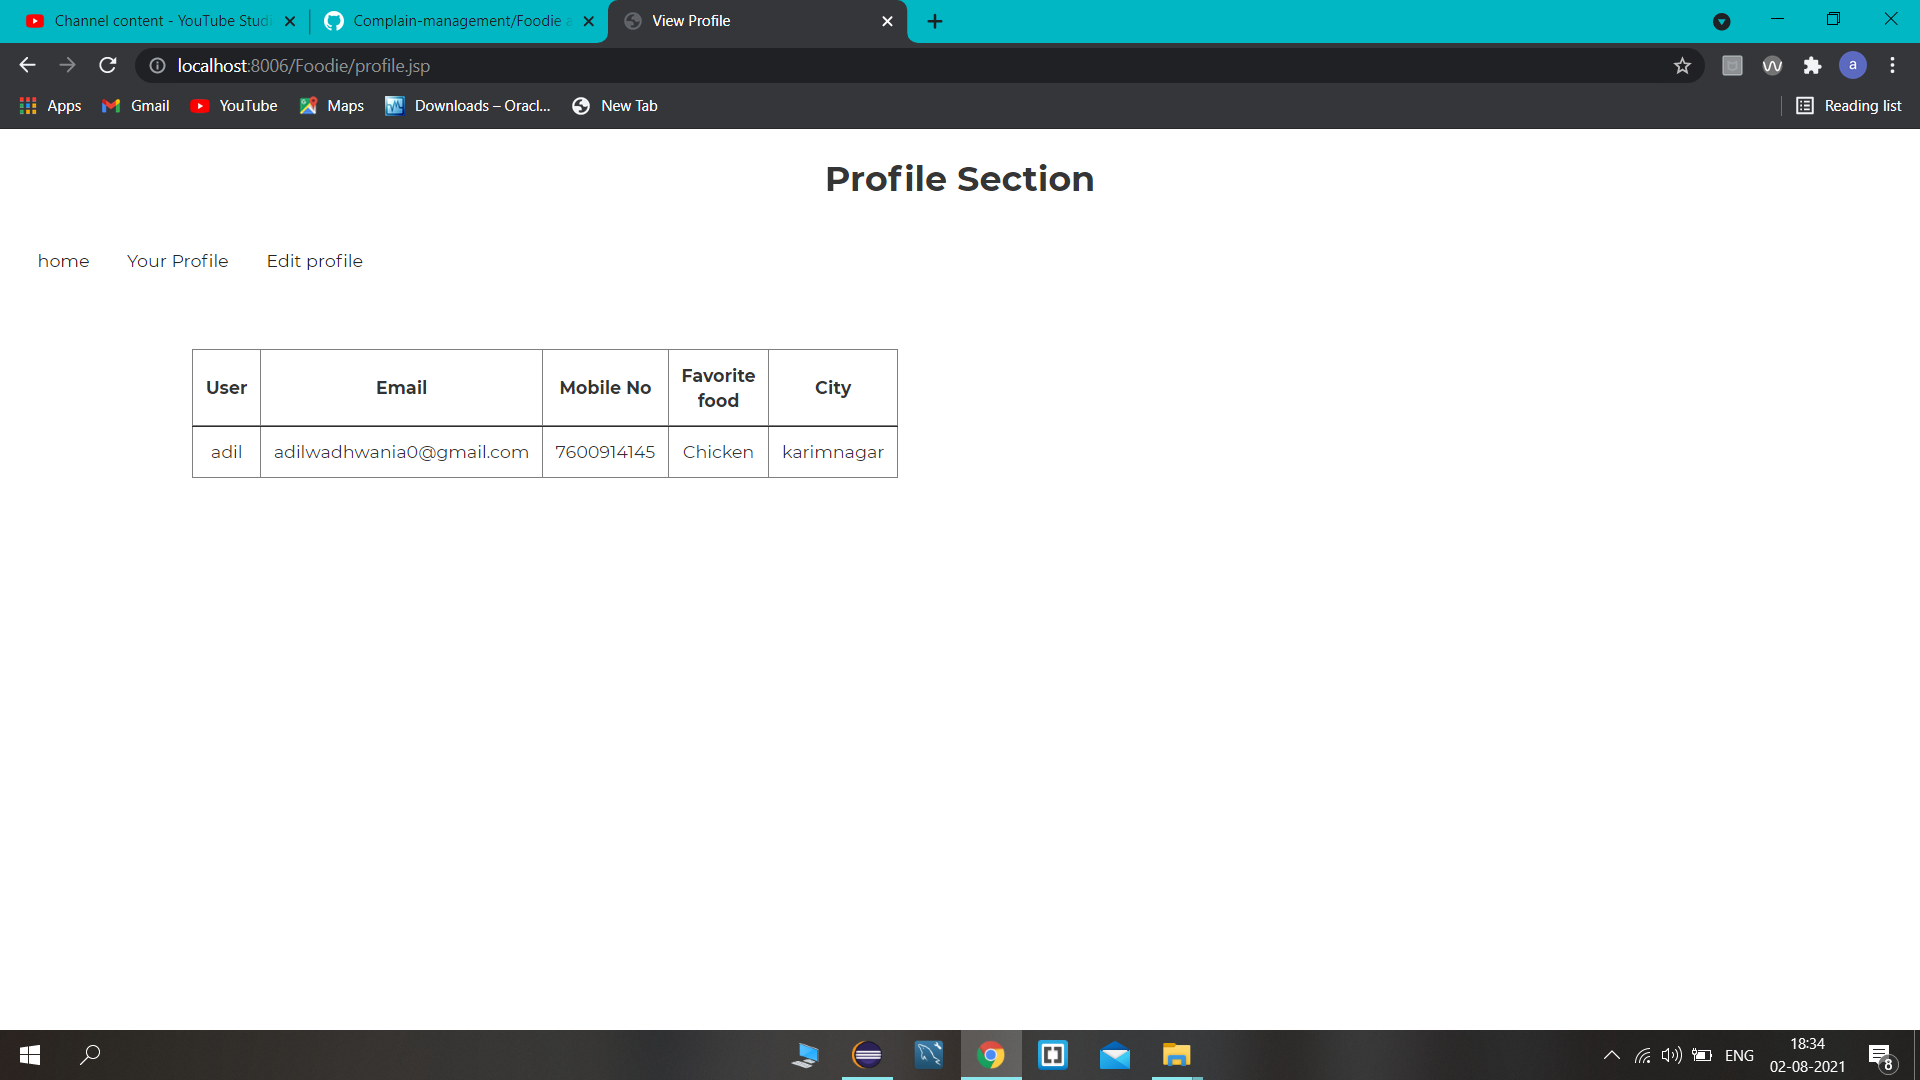 Channel content - YouTube Studi
Complain-management/Foodie a
View Profile
localhost:8006/Foodie/profile.jsp
a
Apps
Gmail
YouTube
Maps
Downloads – Oracl...
New Tab
Reading list
Profile Section
home
Your Profile
Edit profile
User Email Mobile No Favorite food City
adil adilwadhwania0@gmail.com 7600914145 Chicken karimnagar
ENG
18:34
02-08-2021
8